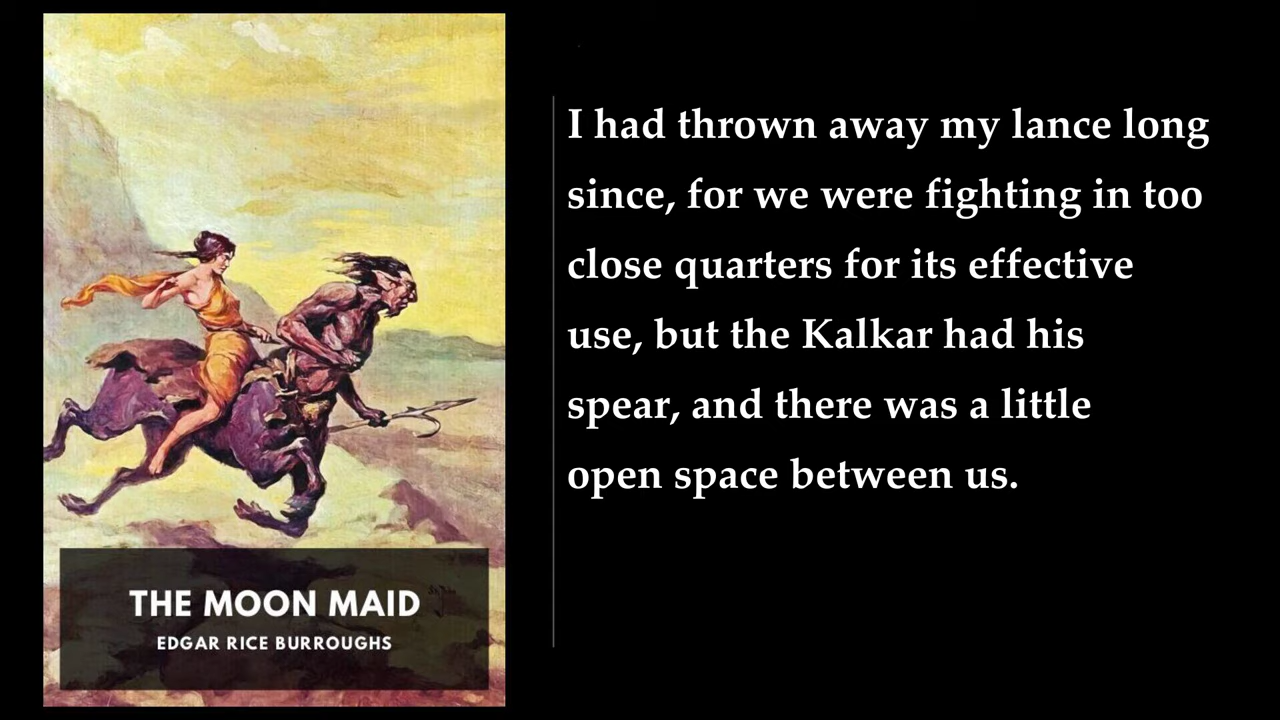 I had thrown away my lance long
since, for we were fighting in too
close quarters for its effective
use, but the Kalkar had his
spear, and there was a little
open space between us.
THE MOON MAID
EDGAR RICE BURROUGHS